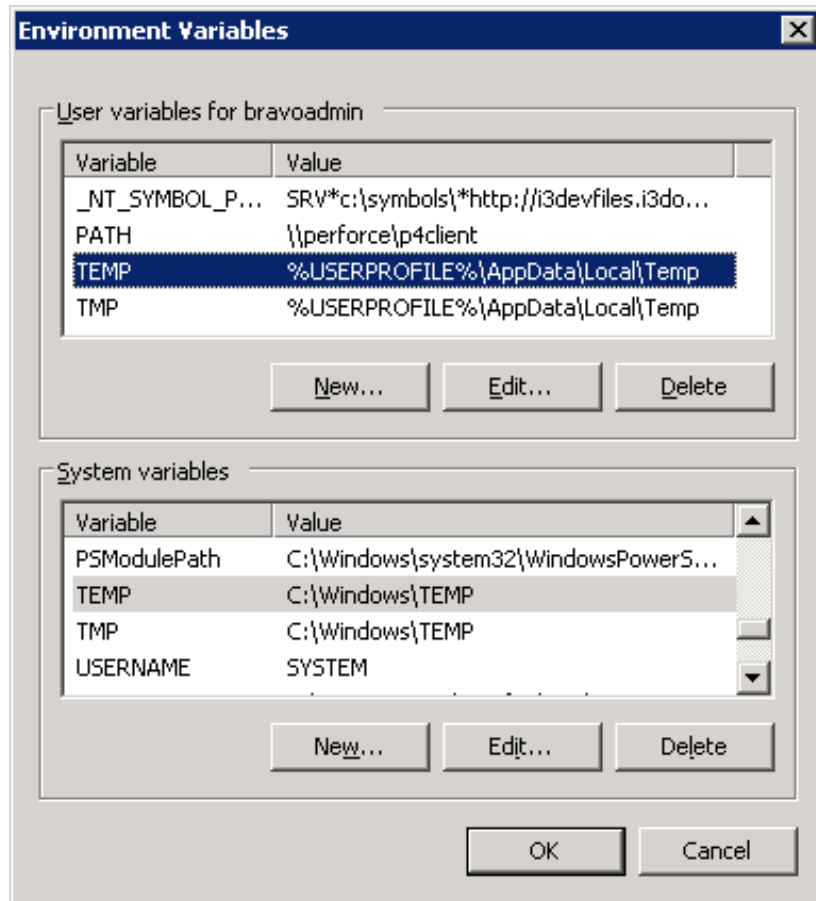 Environment Variables
User variables for bravoadmin
Variable Value
_NT_SYMBOL_P... SRV*c:\symbols\*http://i3devfiles.i3do...
PATH \\perforce\p4client
TEMP %USERPROFILE%\AppData\Local\Temp
TMP %USERPROFILE%\AppData\Local\Temp
New... Edit... Delete
System variables
Variable Value
PSModulePath C:\Windows\system32\WindowsPowerS...
TEMP C:\Windows\TEMP
TMP C:\Windows\TEMP
USERNAME SYSTEM
New... Edit... Delete
OK Cancel